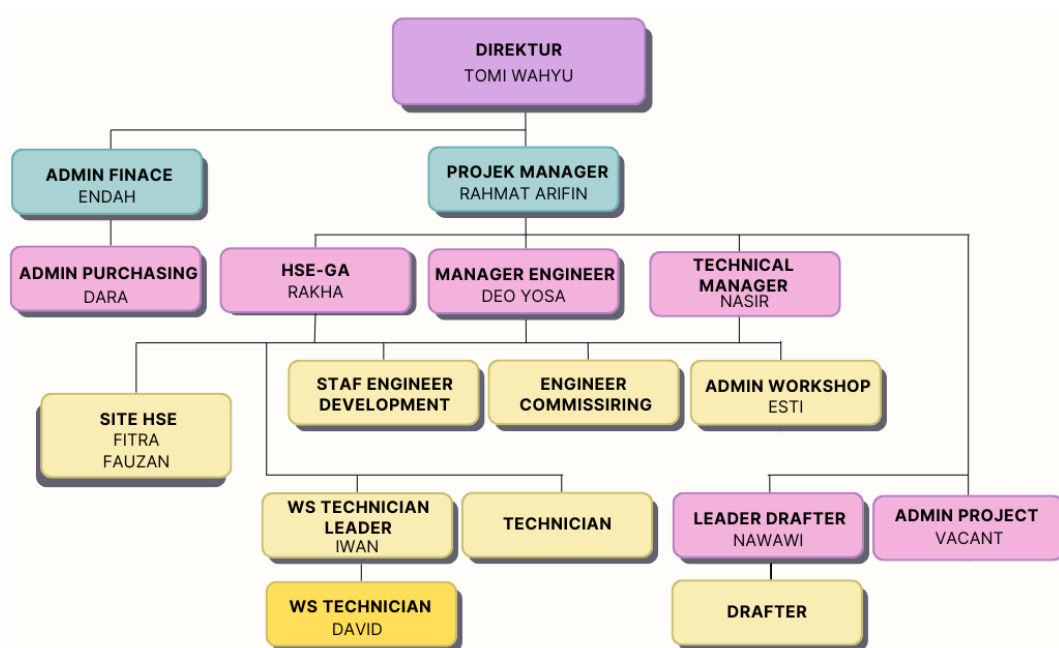 DIREKTUR
TOMI WAHYU
ADMIN FINACE
ENDAH
PROJEK MANAGER
RAHMAT ARIFIN
ADMIN PURCHASING
DARA
HSE-GA
RAKHA
MANAGER ENGINEER
DEO YOSA
TECHNICAL
MANAGER
NASIR
SITE HSE
FITRA
FAUZAN
STAF ENGINEER
DEVELOPMENT
ENGINEER
COMMISSIRING
ADMIN WORKSHOP
ESTI
WS TECHNICIAN
LEADER
IWAN
TECHNICIAN
LEADER DRAFTER
NAWAWI
ADMIN PROJECT
VACANT
WS TECHNICIAN
DAVID
DRAFTER